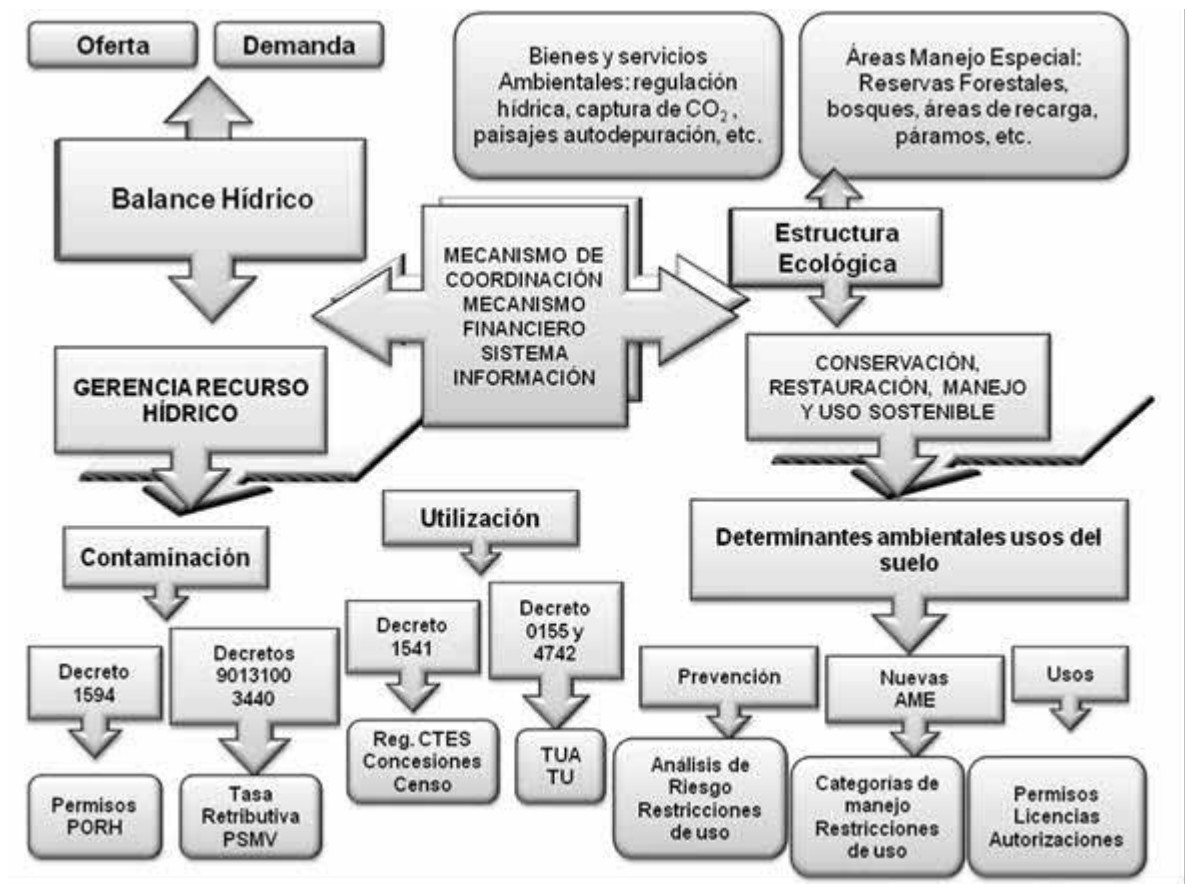 Oferta
Demanda
Bienes y servicios
Ambientales: regulación
hídrica, captura de CO₂ ,
paisajes autodepuración, etc.
Áreas Manejo Especial:
Reservas Forestales,
bosques, áreas de recarga,
páramos, etc.
Balance Hídrico
MECANISMO DE
COORDINACIÓN
MECANISMO
FINANCIERO
SISTEMA
INFORMACIÓN
Estructura
Ecológica
GERENCIA RECURSO
HÍDRICO
CONSERVACIÓN,
RESTAURACIÓN, MANEJO
Y USO SOSTENIBLE
Contaminación
Utilización
Determinantes ambientales usos del
suelo
Decreto
1594
Decretos
9013100
3440
Decreto
1541
Decreto
0155 y
4742
Prevención
Nuevas
AME
Usos
Permisos
PORH
Tasa
Retributiva
PSMV
Reg. CTES
Concesiones
Censo
TUA
TU
Análisis de
Riesgo
Restricciones
de uso
Categorías de
manejo
Restricciones
de uso
Permisos
Licencias
Autorizaciones